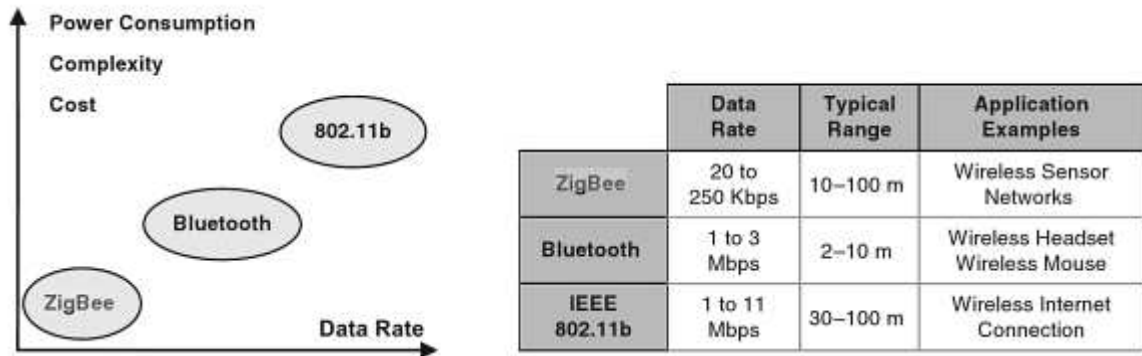 Power Consumption
Complexity
Cost
802.11b
Bluetooth
ZigBee
Data Rate
Data Typical Application
Rate Range Examples
ZigBee 20 to 250 Kbps 10–100 m Wireless Sensor Networks
Bluetooth 1 to 3 Mbps 2–10 m Wireless Headset Wireless Mouse
IEEE 802.11b 1 to 11 Mbps 30–100 m Wireless Internet Connection